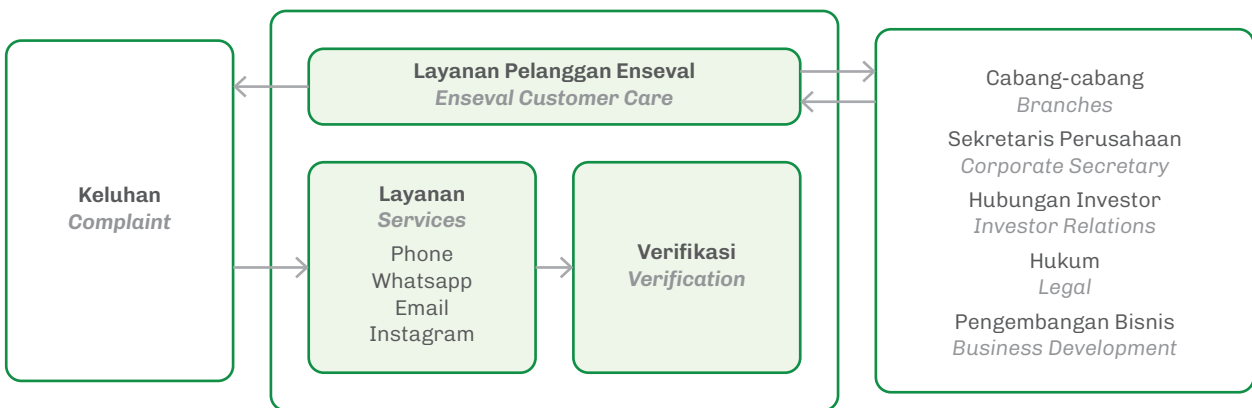 Keluhan
Complaint
Layanan Pelanggan Enseval
Enseval Customer Care
Layanan
Services
Phone
Whatsapp
Email
Instagram
Verifikasi
Verification
Cabang-cabang
Branches
Sekretaris Perusahaan
Corporate Secretary
Hubungan Investor
Investor Relations
Hukum
Legal
Pengembangan Bisnis
Business Development